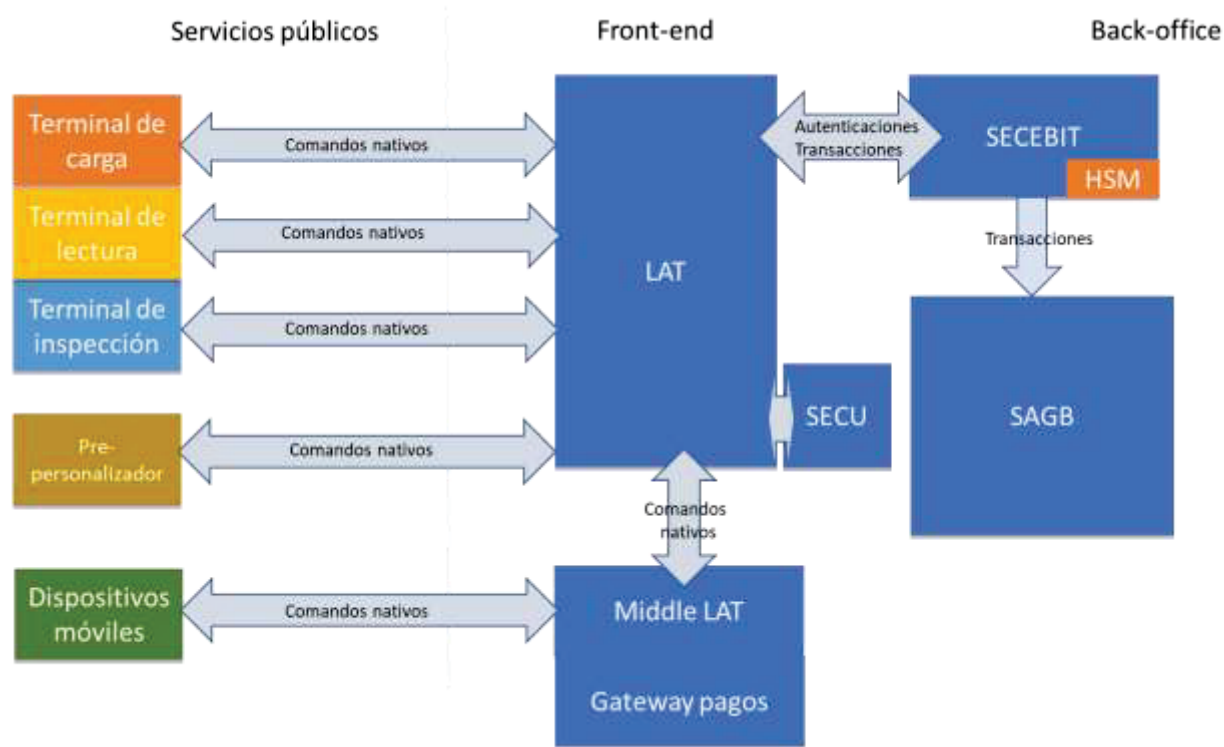 Servicios públicos
Front-end
Back-office
Terminal de
carga
Comandos nativos
Autenticaciones
Transacciones
SECEBIT
HSM
Terminal de
lectura
Comandos nativos
LAT
Transacciones
Terminal de
inspección
Comandos nativos
SECU
SAGB
Pre-
personalizador
Comandos nativos
Comandos
nativos
Dispositivos
móviles
Comandos nativos
Middle LAT
Gateway pagos